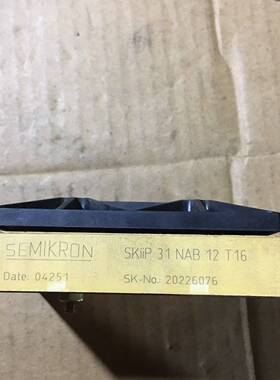 SEMIKRON SKiiP 31 NAB 12 T16
Date: 04251 SK-No.: 20226076